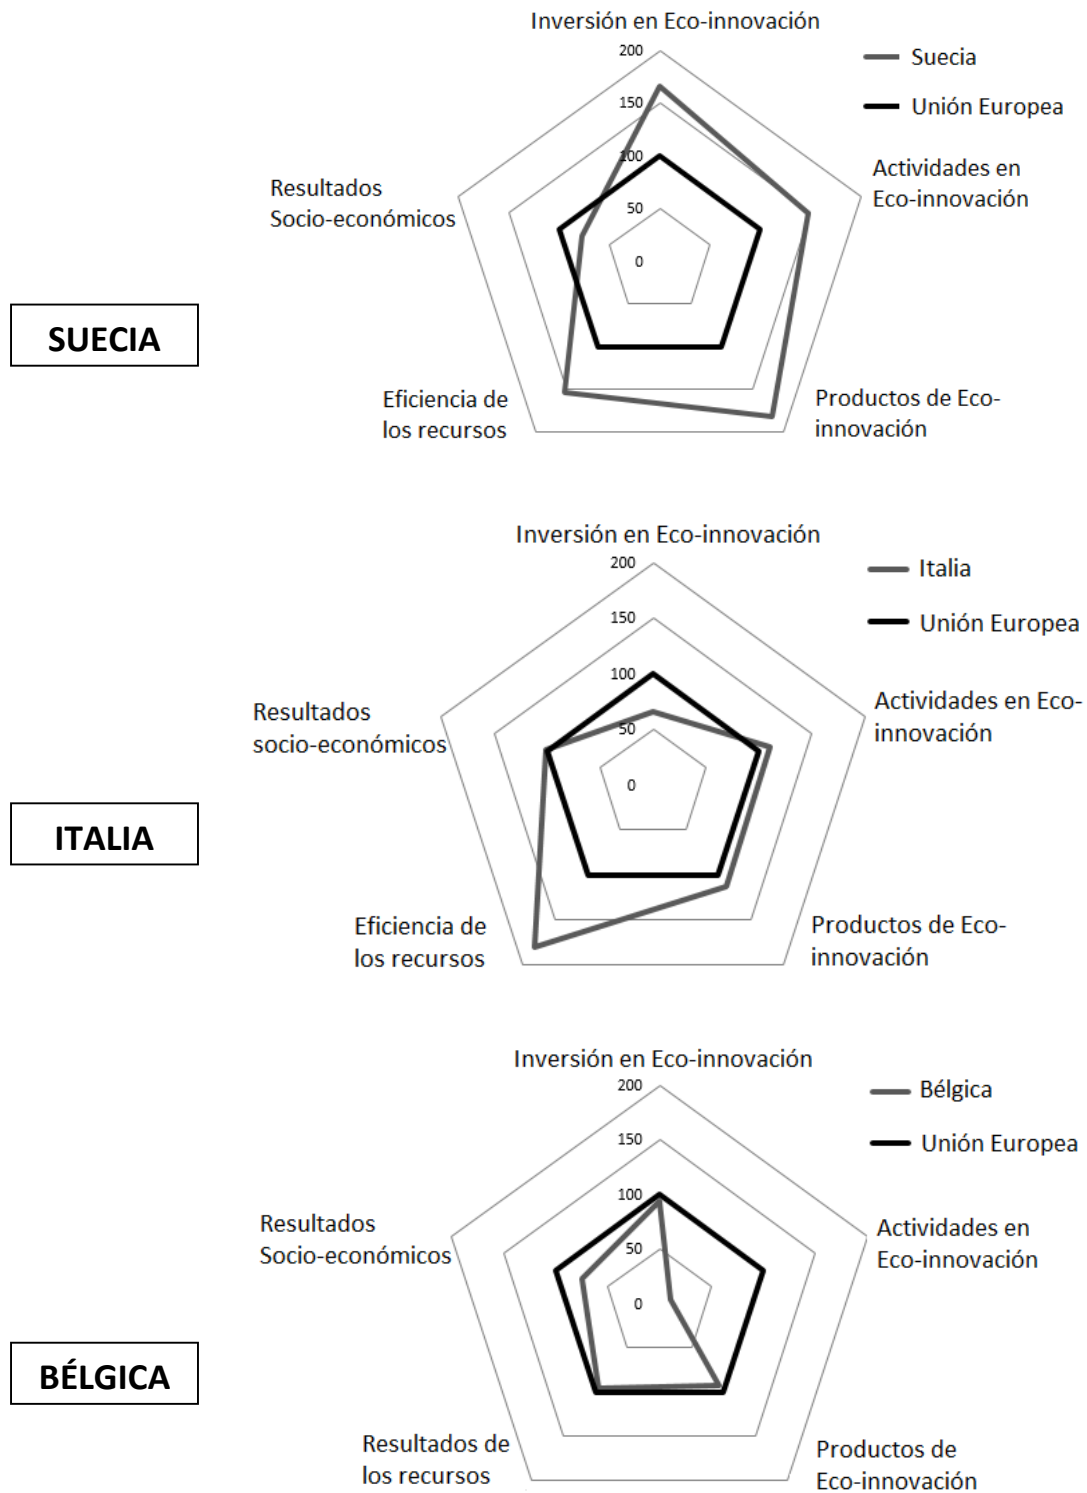 Inversión en Eco-innovación
200
150
100
50
0
Suecia
Unión Europea
Actividades en
Eco-innovación
Resultados
Socio-económicos
SUECIA
Eficiencia de
los recursos
Productos de Eco-
innovación
Inversión en Eco-innovación
200
150
100
50
0
Italia
Unión Europea
Actividades en Eco-
innovación
Resultados
socio-económicos
ITALIA
Eficiencia de
los recursos
Productos de Eco-
innovación
Inversión en Eco-innovación
200
150
100
50
0
Bélgica
Unión Europea
Actividades en
Eco-innovación
Resultados
Socio-económicos
BÉLGICA
Resultados de
los recursos
Productos de
Eco-innovación